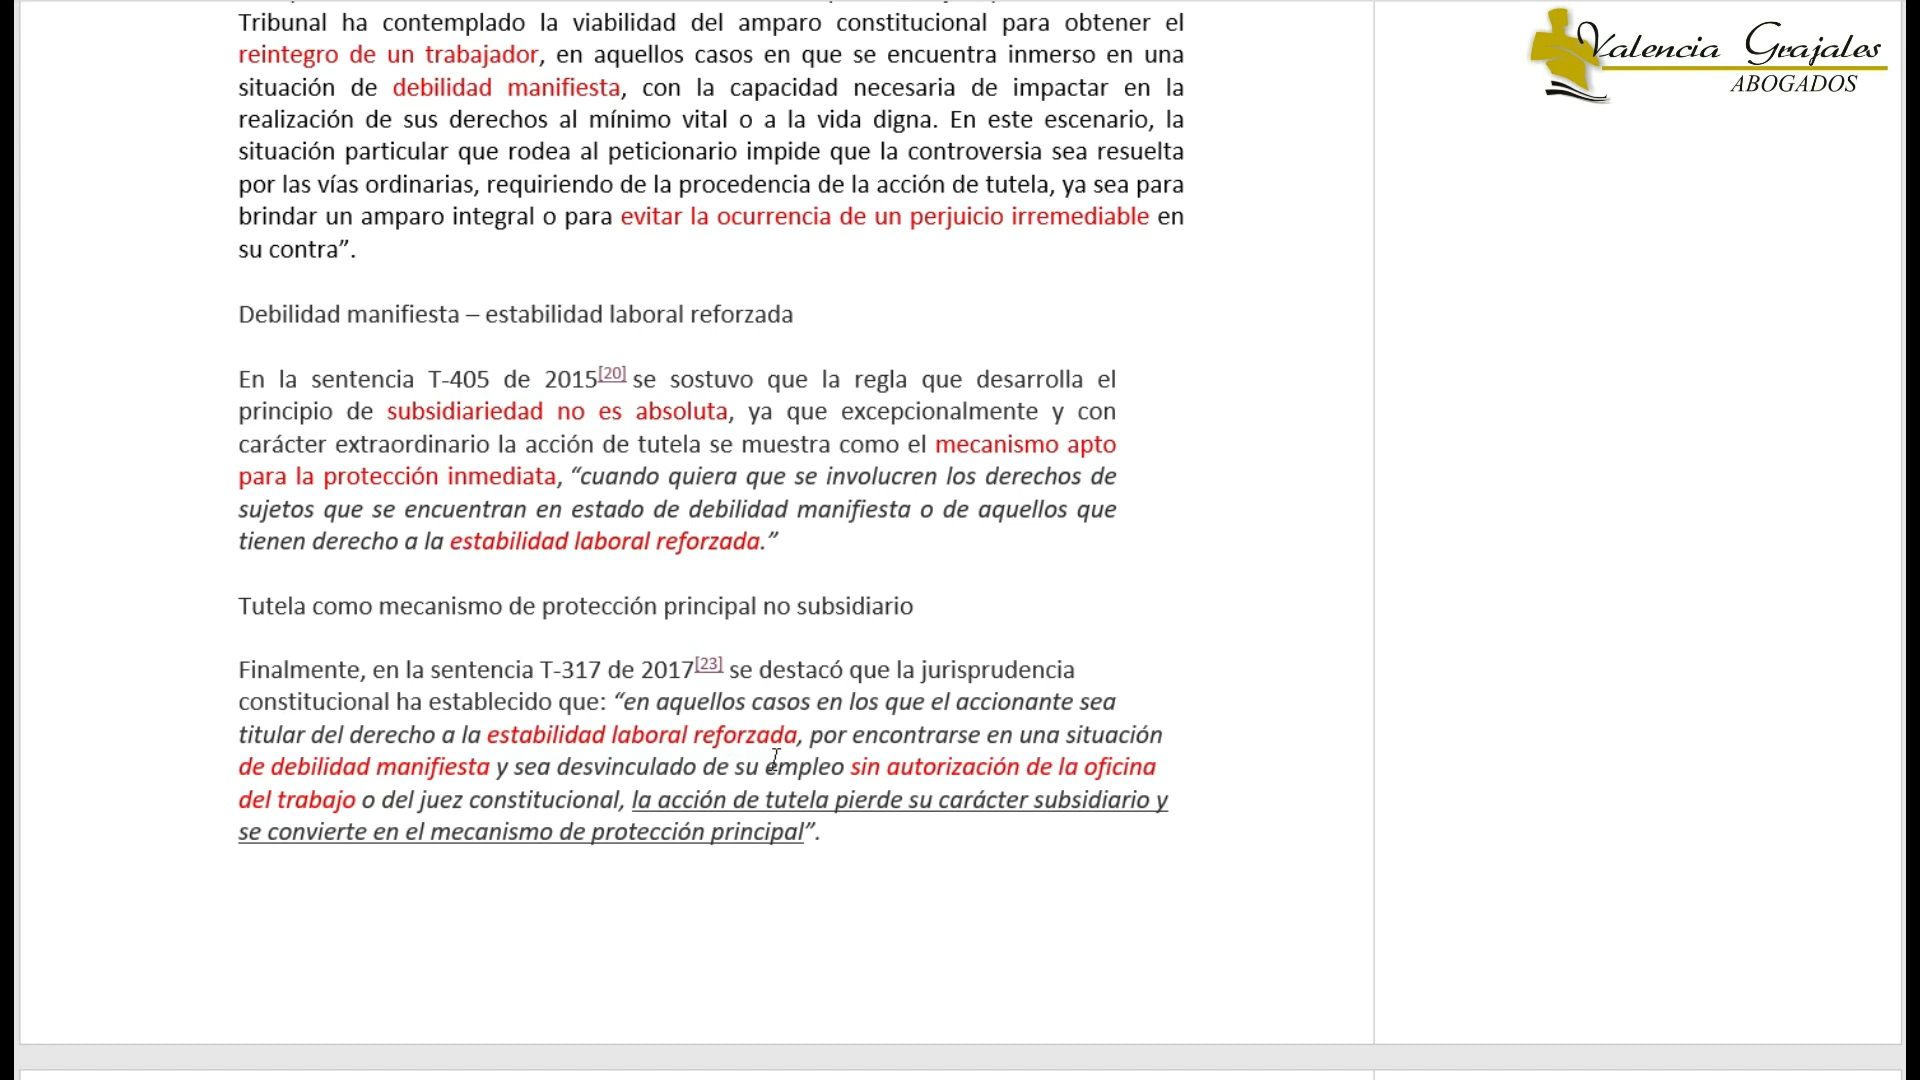 Tribunal ha contemplado la viabilidad del amparo constitucional para obtener el
reintegro de un trabajador, en aquellos casos en que se encuentra inmerso en una
situación de debilidad manifiesta, con la capacidad necesaria de impactar en la
realización de sus derechos al mínimo vital o a la vida digna. En este escenario, la
situación particular que rodea al peticionario impide que la controversia sea resuelta
por las vías ordinarias, requiriendo de la procedencia de la acción de tutela, ya sea para
brindar un amparo integral o para evitar la ocurrencia de un perjuicio irremediable en
su contra”.
Debilidad manifiesta – estabilidad laboral reforzada
En la sentencia T-405 de 2015[20] se sostuvo que la regla que desarrolla el
principio de subsidiariedad no es absoluta, ya que excepcionalmente y con
carácter extraordinario la acción de tutela se muestra como el mecanismo apto
para la protección inmediata, “cuando quiera que se involucren los derechos de
sujetos que se encuentran en estado de debilidad manifiesta o de aquellos que
tienen derecho a la estabilidad laboral reforzada.”
Tutela como mecanismo de protección principal no subsidiario
Finalmente, en la sentencia T-317 de 2017[23] se destacó que la jurisprudencia
constitucional ha establecido que: “en aquellos casos en los que el accionante sea
titular del derecho a la estabilidad laboral reforzada, por encontrarse en una situación
de debilidad manifiesta y sea desvinculado de su empleo sin autorización de la oficina
del trabajo o del juez constitucional, la acción de tutela pierde su carácter subsidiario y
se convierte en el mecanismo de protección principal”.
Valencia Grajales
ABOGADOS